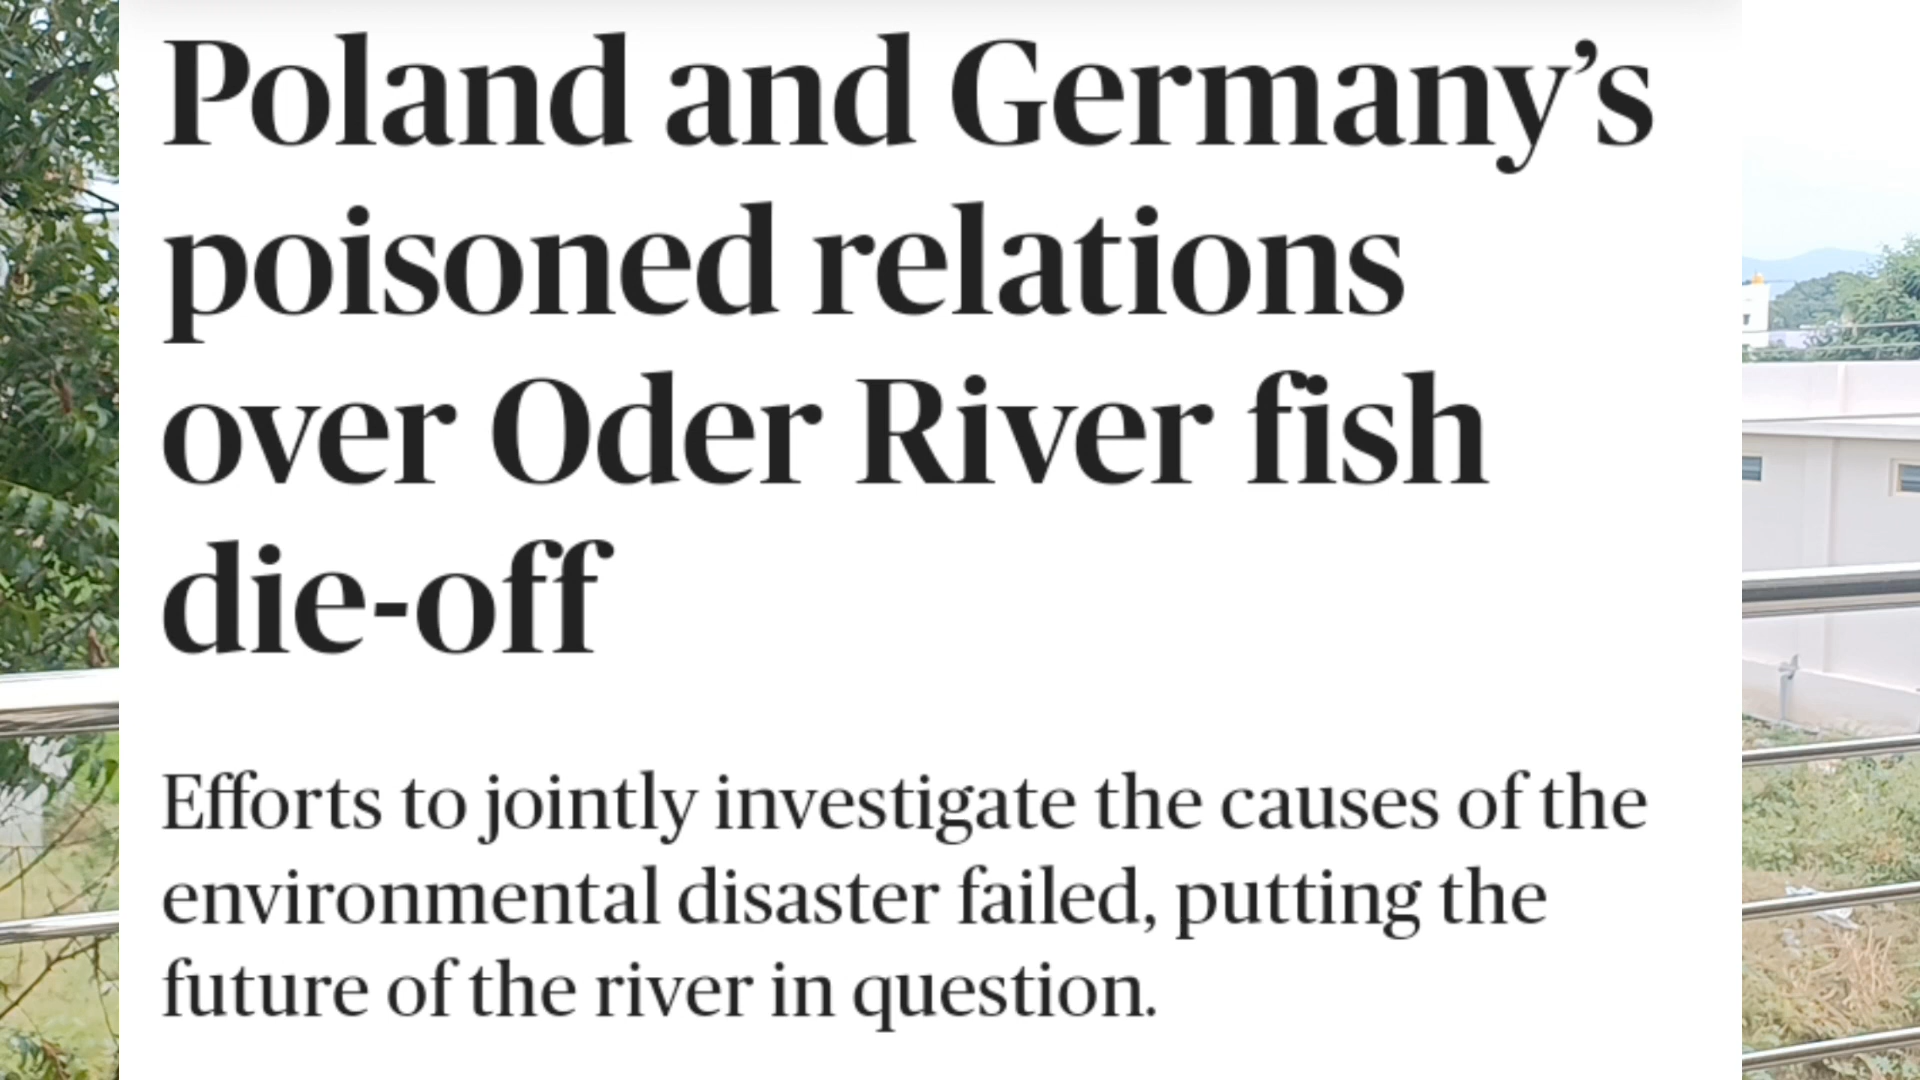 Poland and Germany’s
poisoned relations
over Oder River fish
die-off
Efforts to jointly investigate the causes of the
environmental disaster failed, putting the
future of the river in question.